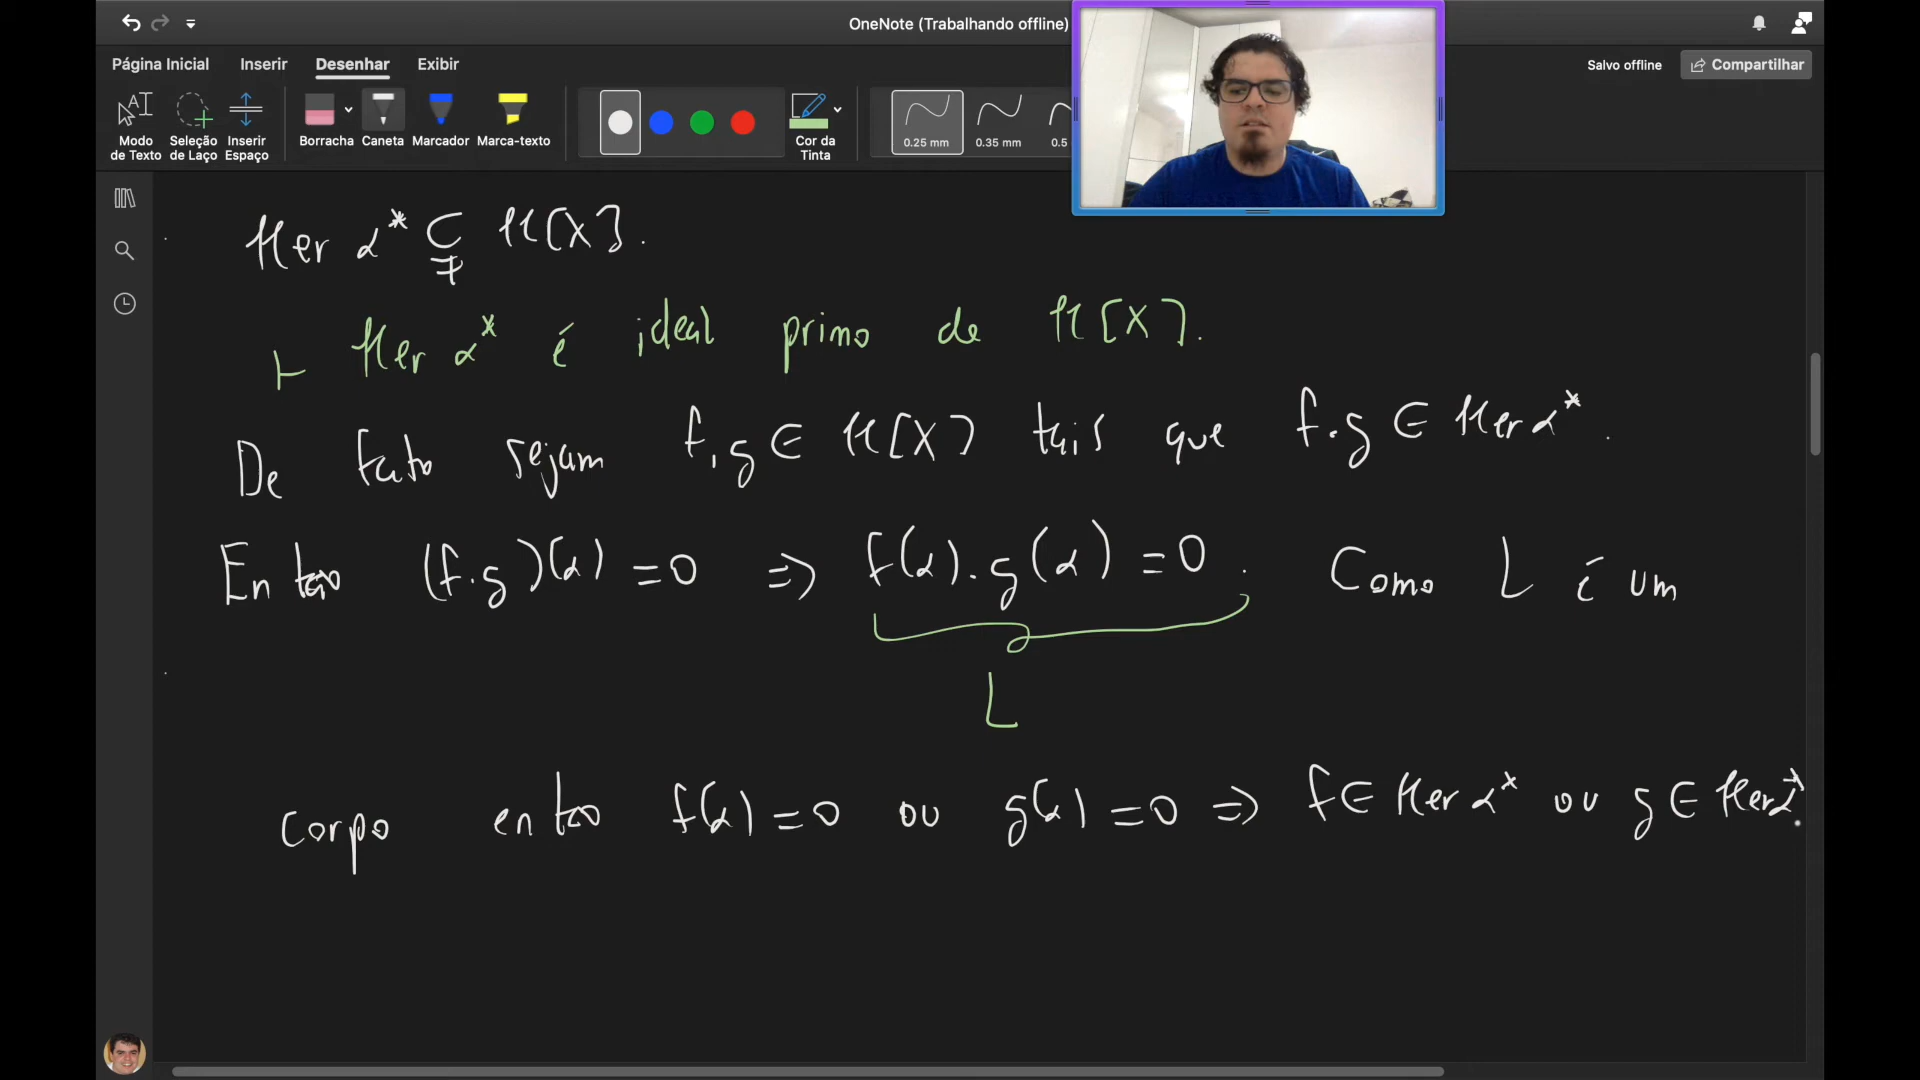 OneNote (Trabalhando offline)
Página Inicial Inserir Desenhar Exibir
Salvo offline Compartilhar
Modo de Texto Seleção de Laço Inserir Espaço Borracha Caneta Marcador Marca-texto Cor da Tinta 0.25 mm 0.35 mm 0.5
Ker α* ⊊ K[X].
⊢ Ker α* é ideal primo de K[X].
De fato sejam f,g ∈ K[X] tais que f.g ∈ Ker α*.
Então (f.g)(α) = 0 => f(α).g(α) = 0. Como L é um
L
corpo então f(α) = 0 ou g(α) = 0 => f ∈ Ker α* ou g ∈ Ker α*.